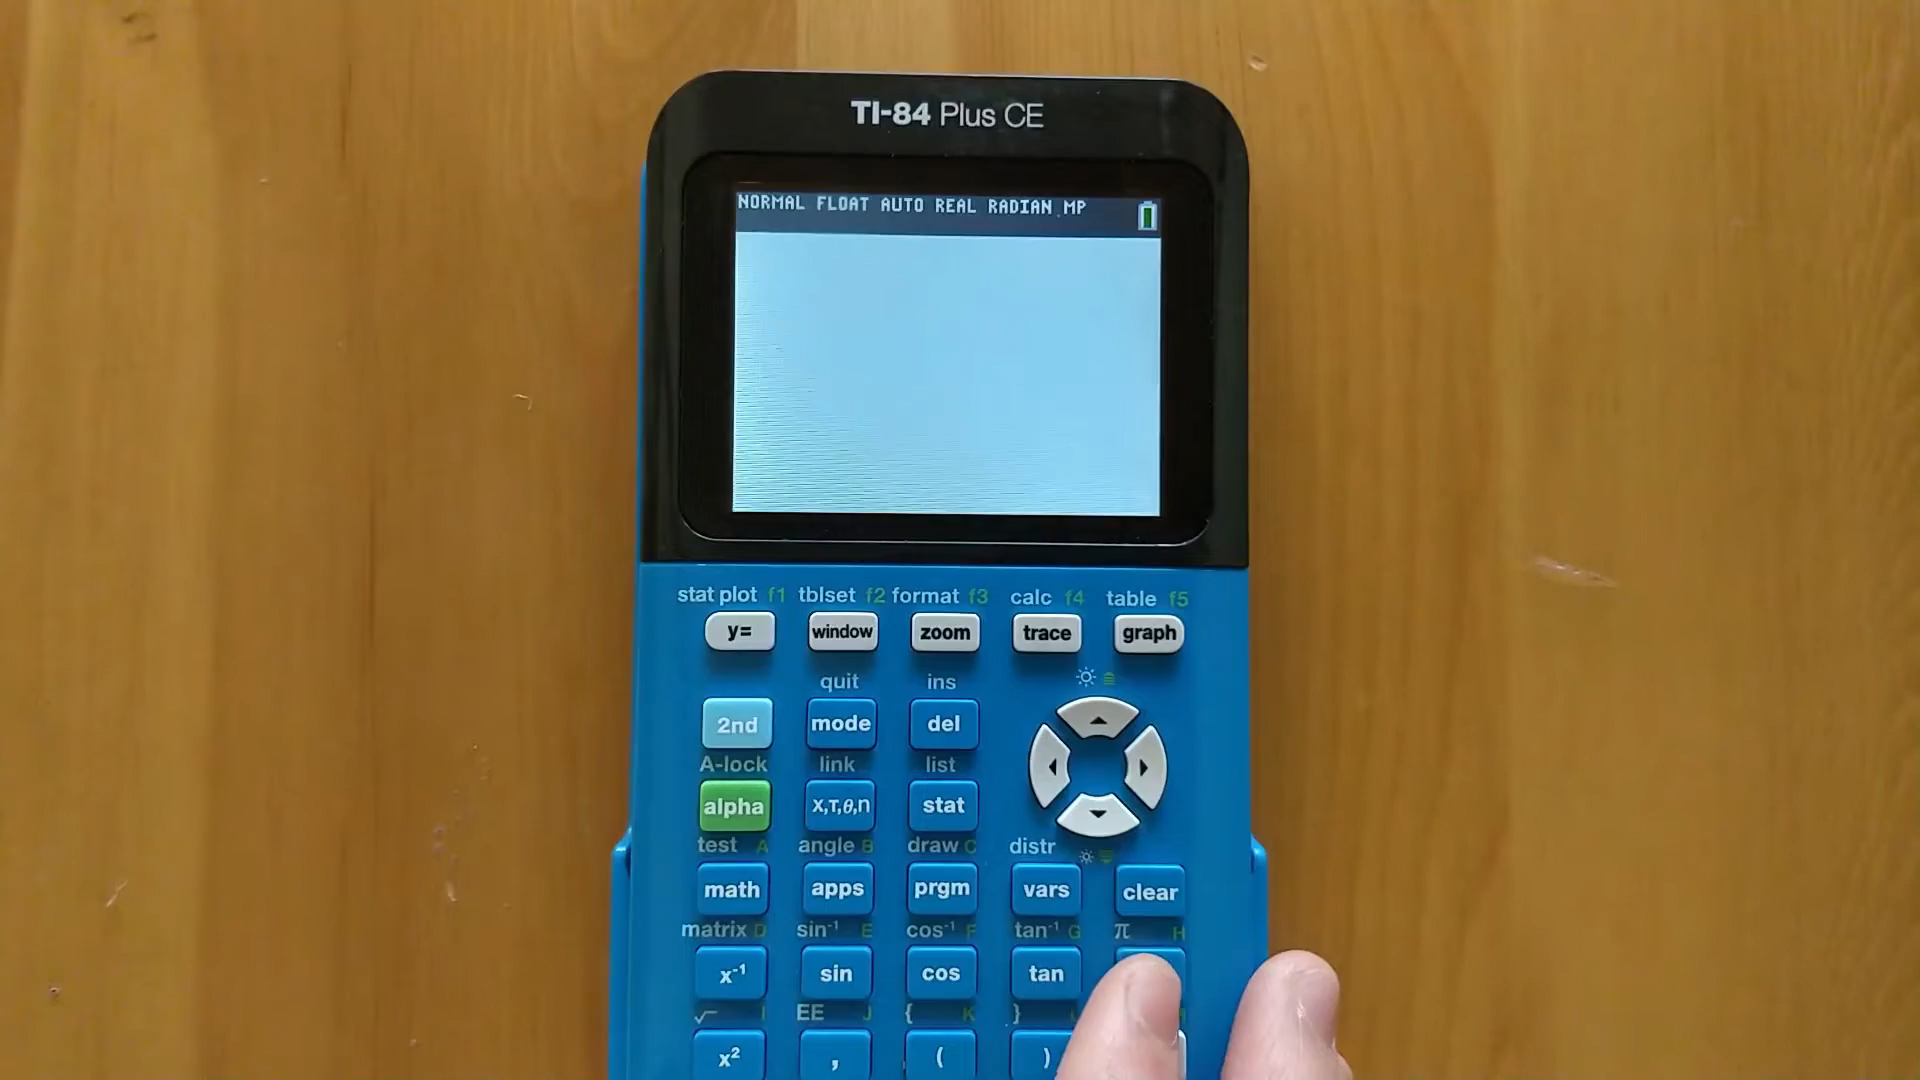 TI-84 Plus CE
NORMAL FLOAT AUTO REAL RADIAN MP
stat plot f1 tblset f2 format f3 calc f4 table f5
y= window zoom trace graph
quit ins
2nd mode del
A-lock link list
alpha X,T,θ,n stat
test A angle B draw C distr
math apps prgm vars clear
matrix D sin-1 E cos-1 F tan-1 G π H
x-1 sin cos tan
√ I EE J { K }
x² , ( )